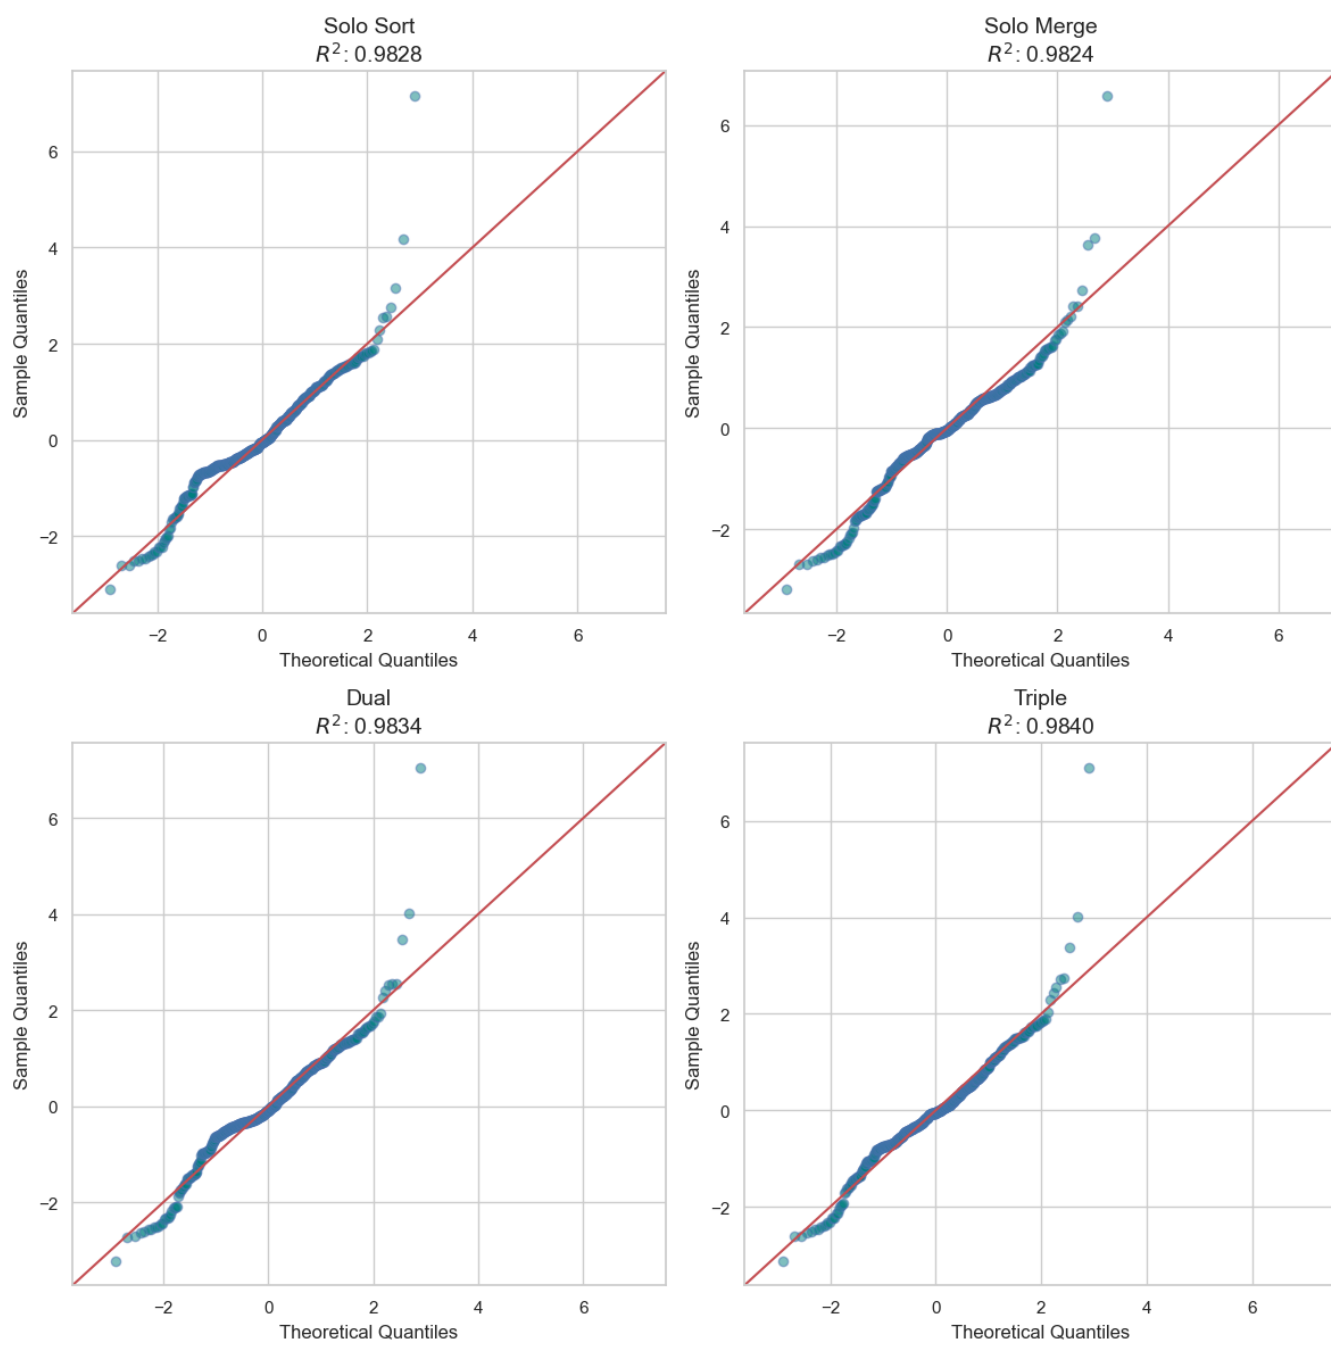 Solo Sort
R²: 0.9828
Sample Quantiles
6
4
2
0
−2
−2 0 2 4 6
Theoretical Quantiles
Solo Merge
R²: 0.9824
Sample Quantiles
6
4
2
0
−2
−2 0 2 4 6
Theoretical Quantiles
Dual
R²: 0.9834
Sample Quantiles
6
4
2
0
−2
−2 0 2 4 6
Theoretical Quantiles
Triple
R²: 0.9840
Sample Quantiles
6
4
2
0
−2
−2 0 2 4 6
Theoretical Quantiles